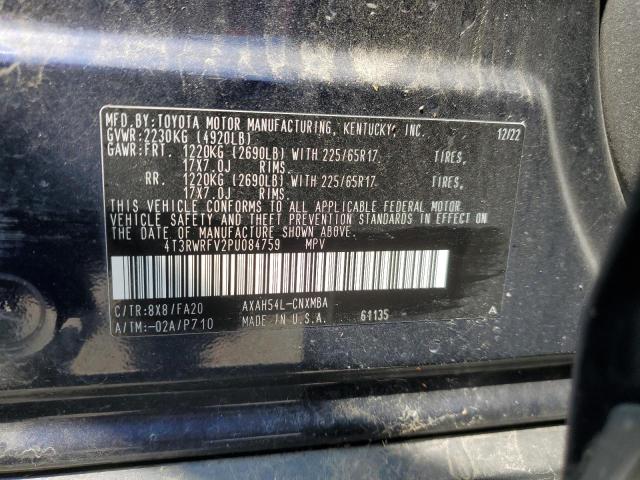 MFD.BY:TOYOTA MOTOR MANUFACTURING, KENTUCKY, INC. 12/22
GVWR:2230KG (4920LB)
GAWR:FRT. 1220KG (2690LB) WITH 225/65R17 TIRES,
17X7.0J RIMS.
RR. 1220KG (2690LB) WITH 225/65R17 TIRES,
17X7.0J RIMS.
THIS VEHICLE CONFORMS TO ALL APPLICABLE FEDERAL MOTOR
VEHICLE SAFETY AND THEFT PREVENTION STANDARDS IN EFFECT ON
THE DATE OF MANUFACTURE SHOWN ABOVE.
4T3RWRFV2PU084759 MPV
C/TR:8X8/FA20 AXAH54L-CNXMBA
A/TM:-02A/P710 MADE IN U.S.A. 61135 A